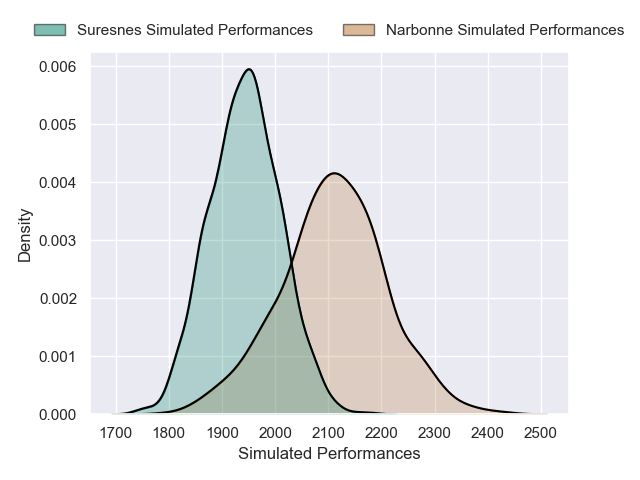 Suresnes Simulated Performances Narbonne Simulated Performances
0.006
0.005
0.004
0.003
0.002
0.001
0.000
Density
1700 1800 1900 2000 2100 2200 2300 2400 2500
Simulated Performances